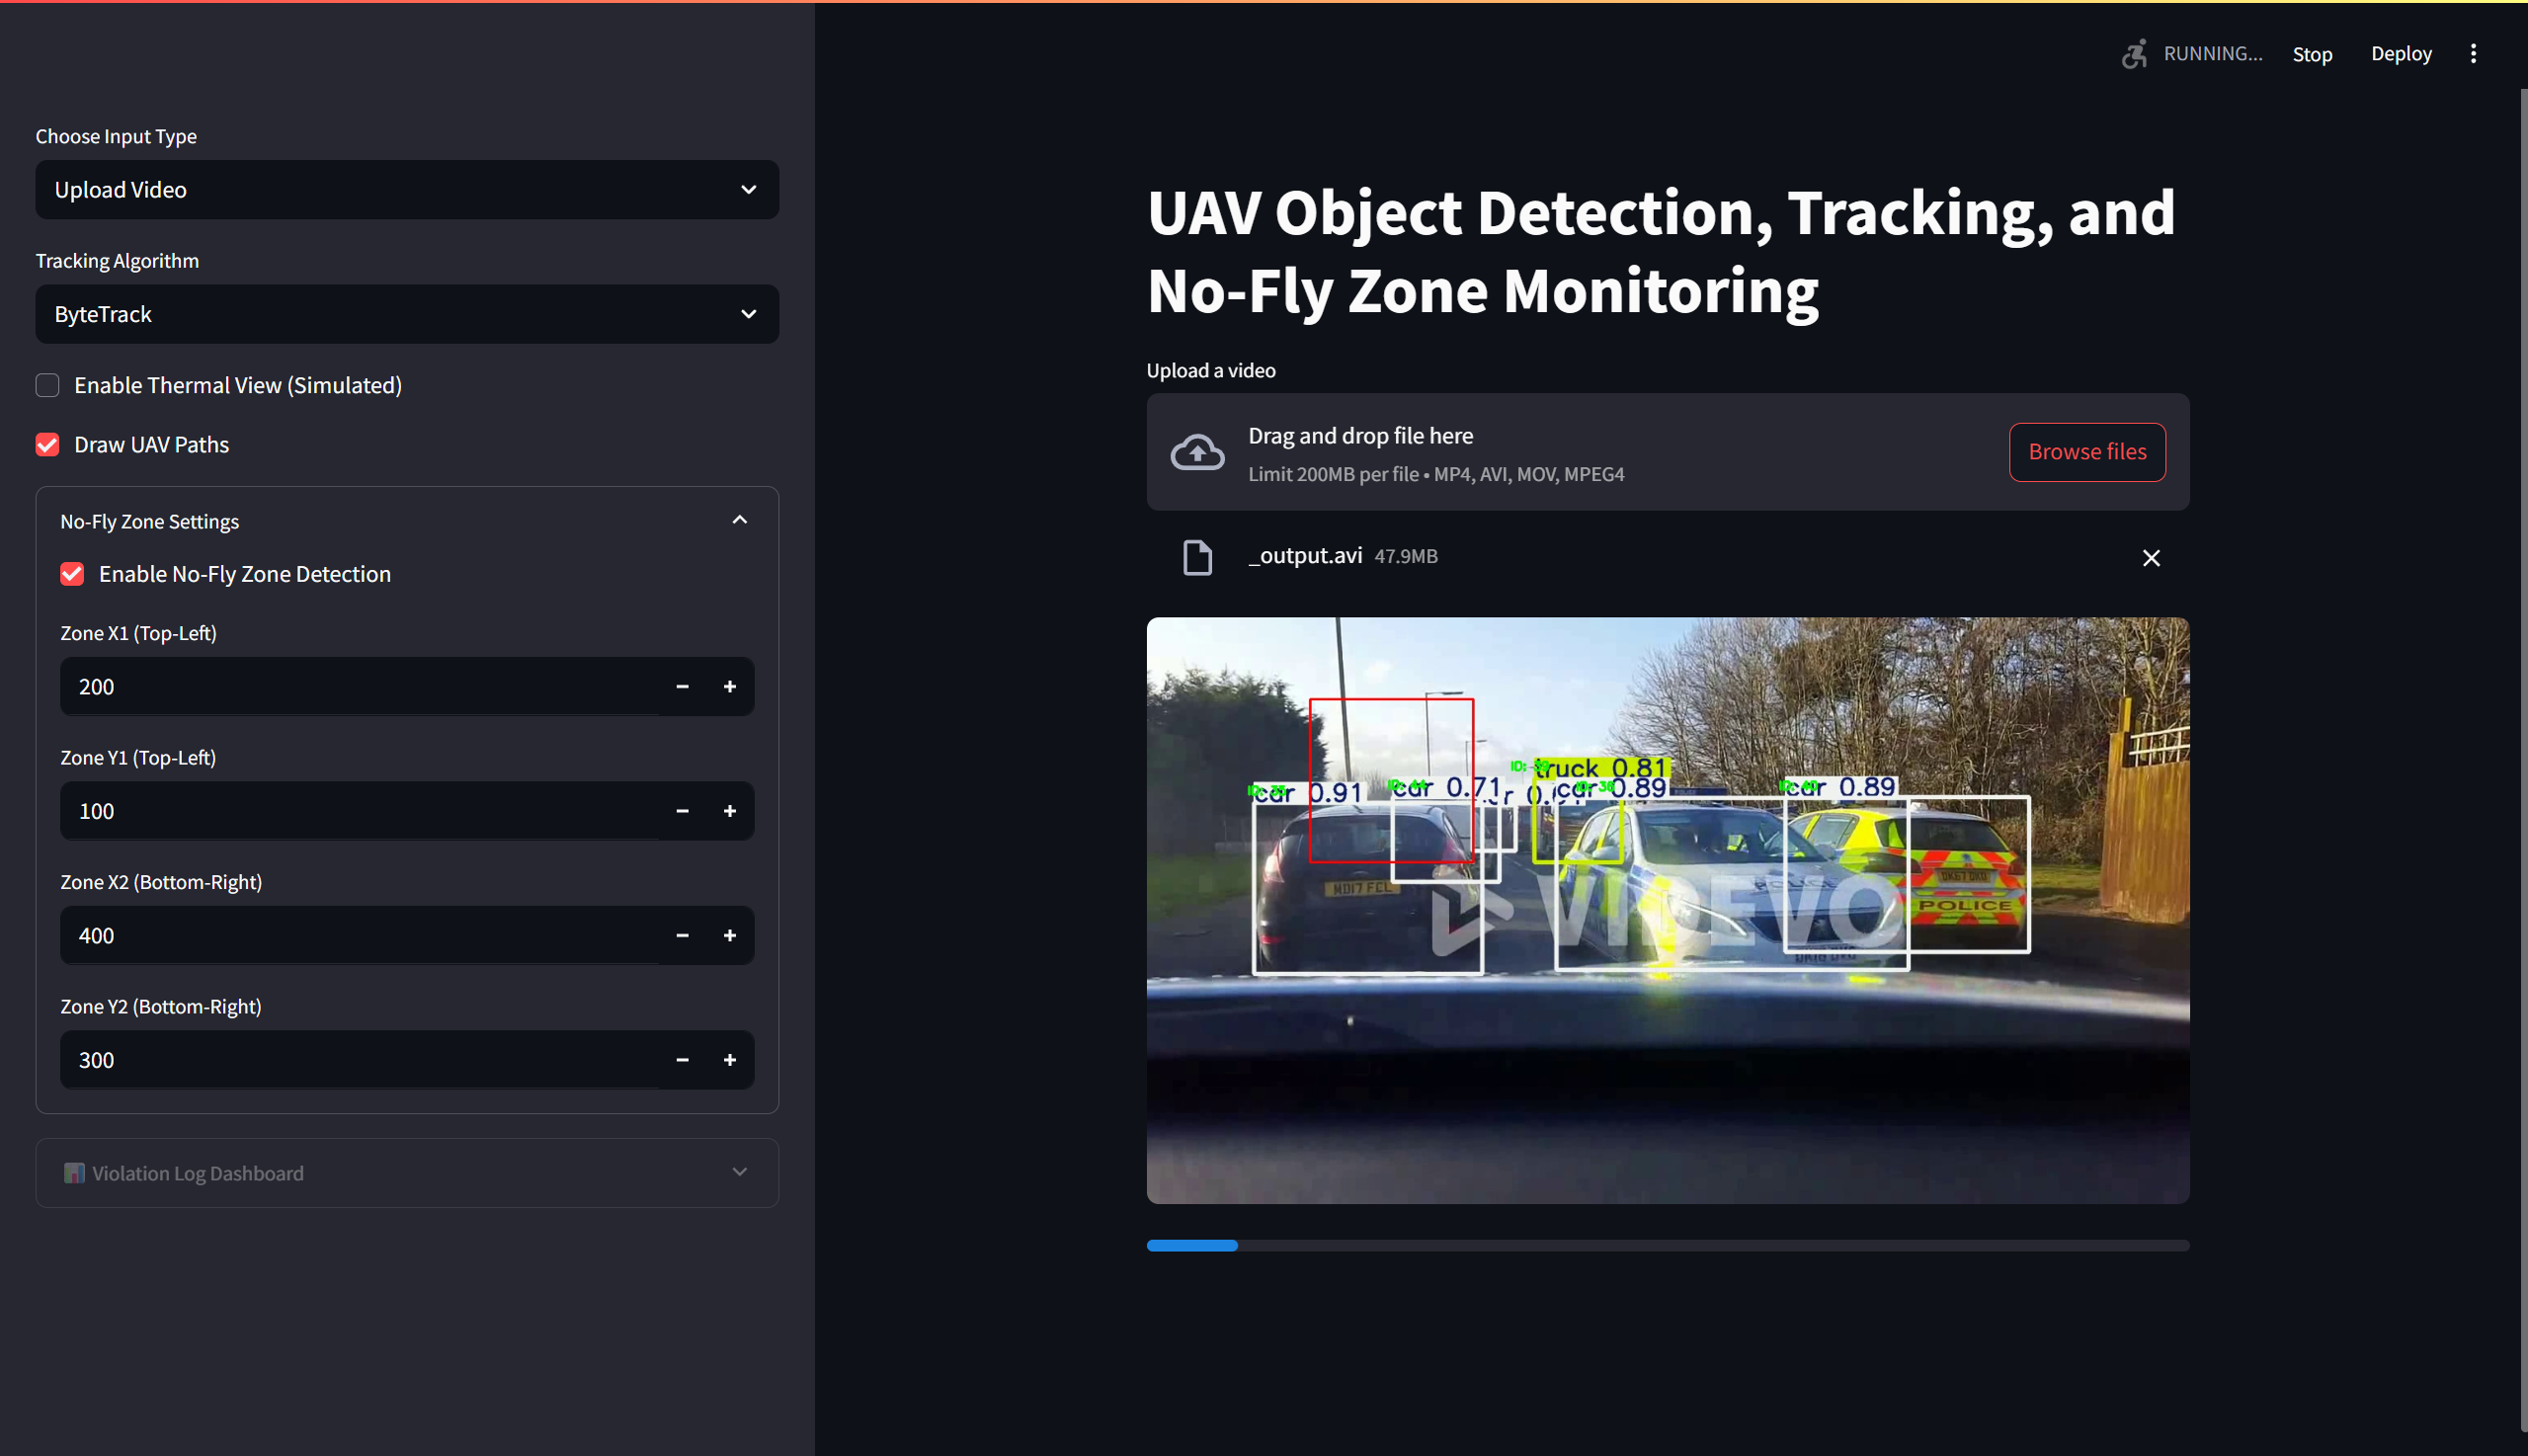 RUNNING...
Stop
Deploy
Choose Input Type
Upload Video
Tracking Algorithm
ByteTrack
Enable Thermal View (Simulated)
Draw UAV Paths
No-Fly Zone Settings
Enable No-Fly Zone Detection
Zone X1 (Top-Left)
200
Zone Y1 (Top-Left)
100
Zone X2 (Bottom-Right)
400
Zone Y2 (Bottom-Right)
300
Violation Log Dashboard
UAV Object Detection, Tracking, and
No-Fly Zone Monitoring
Upload a video
Drag and drop file here
Limit 200MB per file • MP4, AVI, MOV, MPEG4
Browse files
_output.avi 47.9MB
truck 0.81
car 0.91
car 0.71
car 0.89
car 0.89
MD17 FCL
POLICE